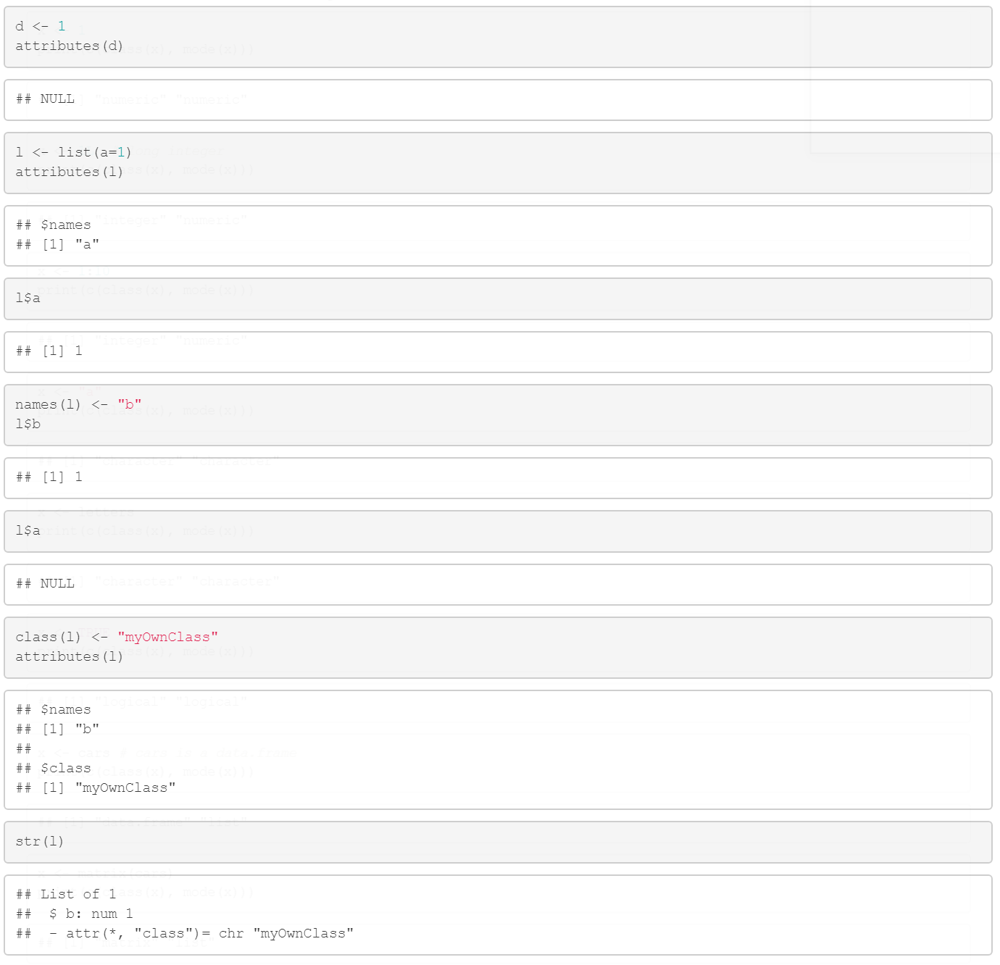 d <- 1
attributes(d)
## NULL
l <- list(a=1)
attributes(l)
## $names
## [1] "a"
l$a
## [1] 1
names(l) <- "b"
l$b
## [1] 1
l$a
## NULL
class(l) <- "myOwnClass"
attributes(l)
## $names
## [1] "b"
##
## $class
## [1] "myOwnClass"
str(l)
## List of 1
##  $ b: num 1
##  - attr(*, "class")= chr "myOwnClass"